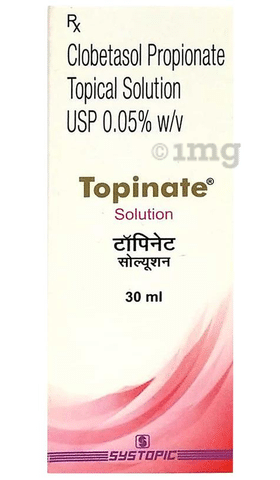 Rx
Clobetasol Propionate
Topical Solution
USP 0.05% w/v
©1mg
Topinate®
Solution
टॉपिनेट
सोल्यूशन
30 ml
S
SYSTOPIC